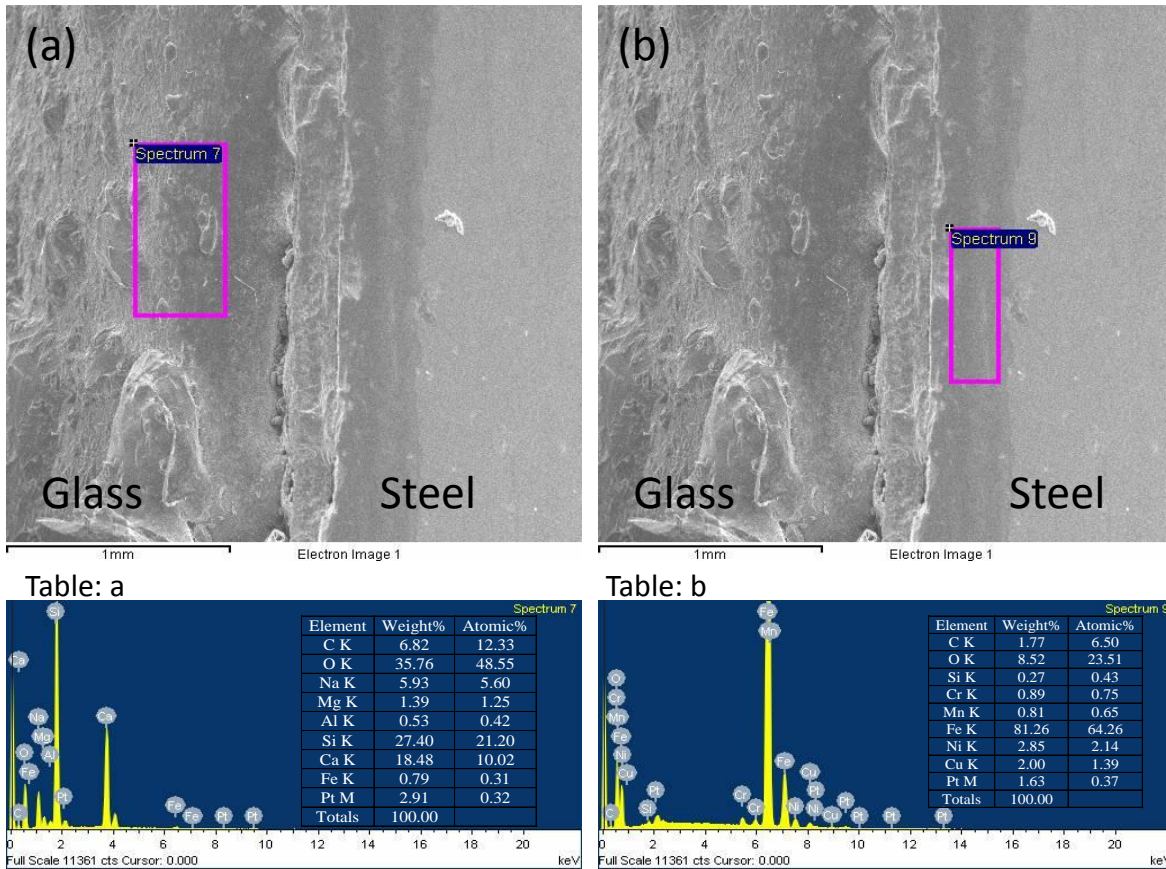 (a)
Spectrum 7
Glass
Steel
1mm
Electron Image 1
(b)
Spectrum 9
Glass
Steel
1mm
Electron Image 1
Table: a
Spectrum 7
Si
Ca
Na
Mg
Ca
O
Al
Fe
C
Pt
Fe
Fe
Pt
Pt
0 2 4 6 8 10 12 14 16 18 20
Full Scale 11361 cts Cursor: 0.000
keV
Element Weight% Atomic%
C K 6.82 12.33
O K 35.76 48.55
Na K 5.93 5.60
Mg K 1.39 1.25
Al K 0.53 0.42
Si K 27.40 21.20
Ca K 18.48 10.02
Fe K 0.79 0.31
Pt M 2.91 0.32
Totals 100.00
Table: b
Spectrum 9
Fe
Mn
O
Cr
Mn
Fe
Ni
Cu
C
Si
Pt
Cr
Cr
Fe
Ni
Cu
Pt
Ni
Cu
Pt
Pt
Pt
Pt
0 2 4 6 8 10 12 14 16 18 20
Full Scale 11361 cts Cursor: 0.000
keV
Element Weight% Atomic%
C K 1.77 6.50
O K 8.52 23.51
Si K 0.27 0.43
Cr K 0.89 0.75
Mn K 0.81 0.65
Fe K 81.26 64.26
Ni K 2.85 2.14
Cu K 2.00 1.39
Pt M 1.63 0.37
Totals 100.00